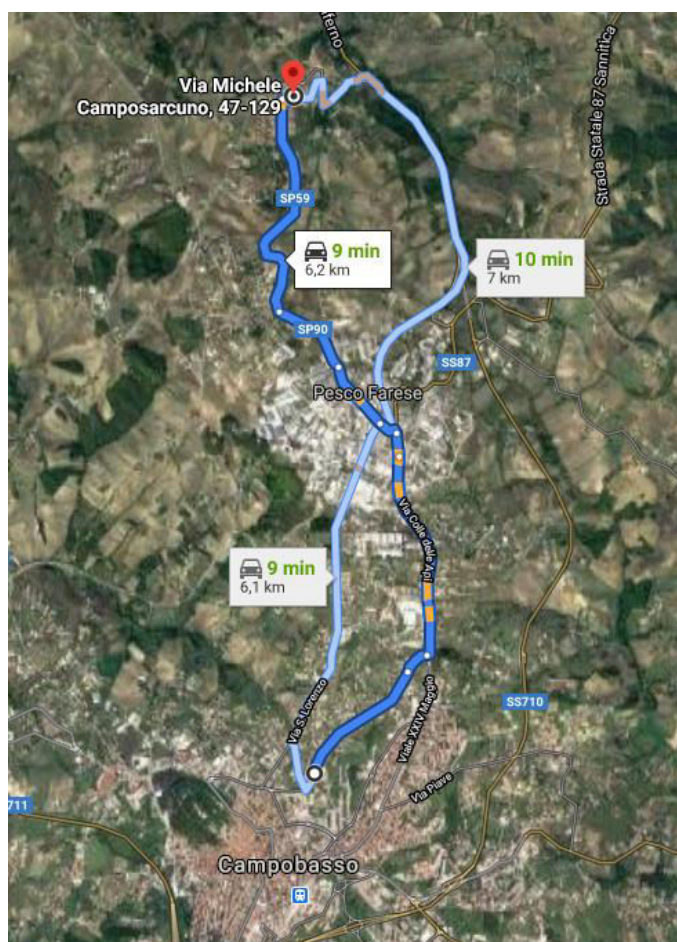 ferno
Via Michele
Camposarcuno, 47-129
Strada Statale 87 Sannitica
SP59
9 min
6,2 km
10 min
7 km
SP90
SS87
Pesco Farese
Via Colle delle Api
9 min
6,1 km
Via S. Lorenzo
Viale XXIV Maggio
SS710
Via Piave
711
Campobasso